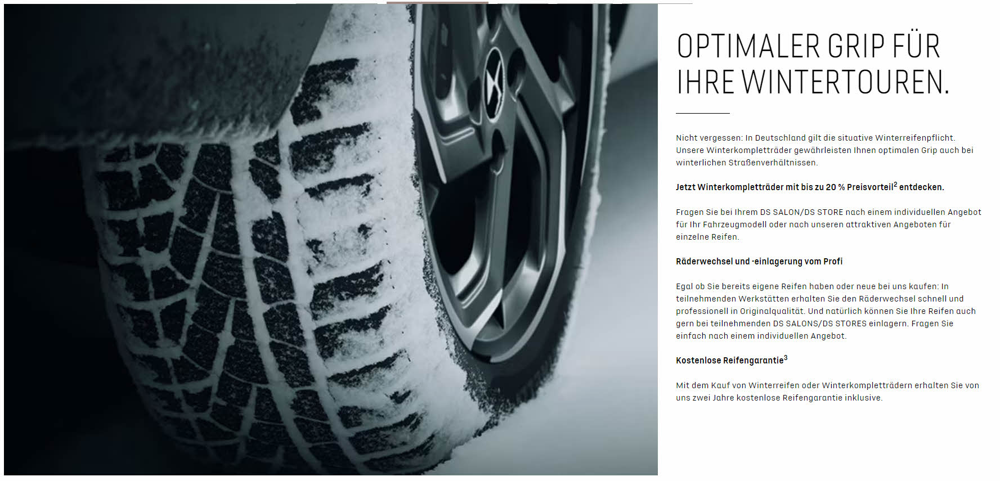 OPTIMALER GRIP FÜR
IHRE WINTERTOUREN.
Nicht vergessen: In Deutschland gilt die situative Winterreifenpflicht.
Unsere Winterkompletträder gewährleisten Ihnen optimalen Grip auch bei
winterlichen Straßenverhältnissen.
Jetzt Winterkompletträder mit bis zu 20 % Preisvorteil² entdecken.
Fragen Sie bei Ihrem DS SALON/DS STORE nach einem individuellen Angebot
für Ihr Fahrzeugmodell oder nach unseren attraktiven Angeboten für
einzelne Reifen.
Räderwechsel und -einlagerung vom Profi
Egal ob Sie bereits eigene Reifen haben oder neue bei uns kaufen: In
teilnehmenden Werkstätten erhalten Sie den Räderwechsel schnell und
professionell in Originalqualität. Und natürlich können Sie Ihre Reifen auch
gern bei teilnehmenden DS SALONS/DS STORES einlagern. Fragen Sie
einfach nach einem individuellen Angebot.
Kostenlose Reifengarantie³
Mit dem Kauf von Winterreifen oder Winterkompletträdern erhalten Sie von
uns zwei Jahre kostenlose Reifengarantie inklusive.